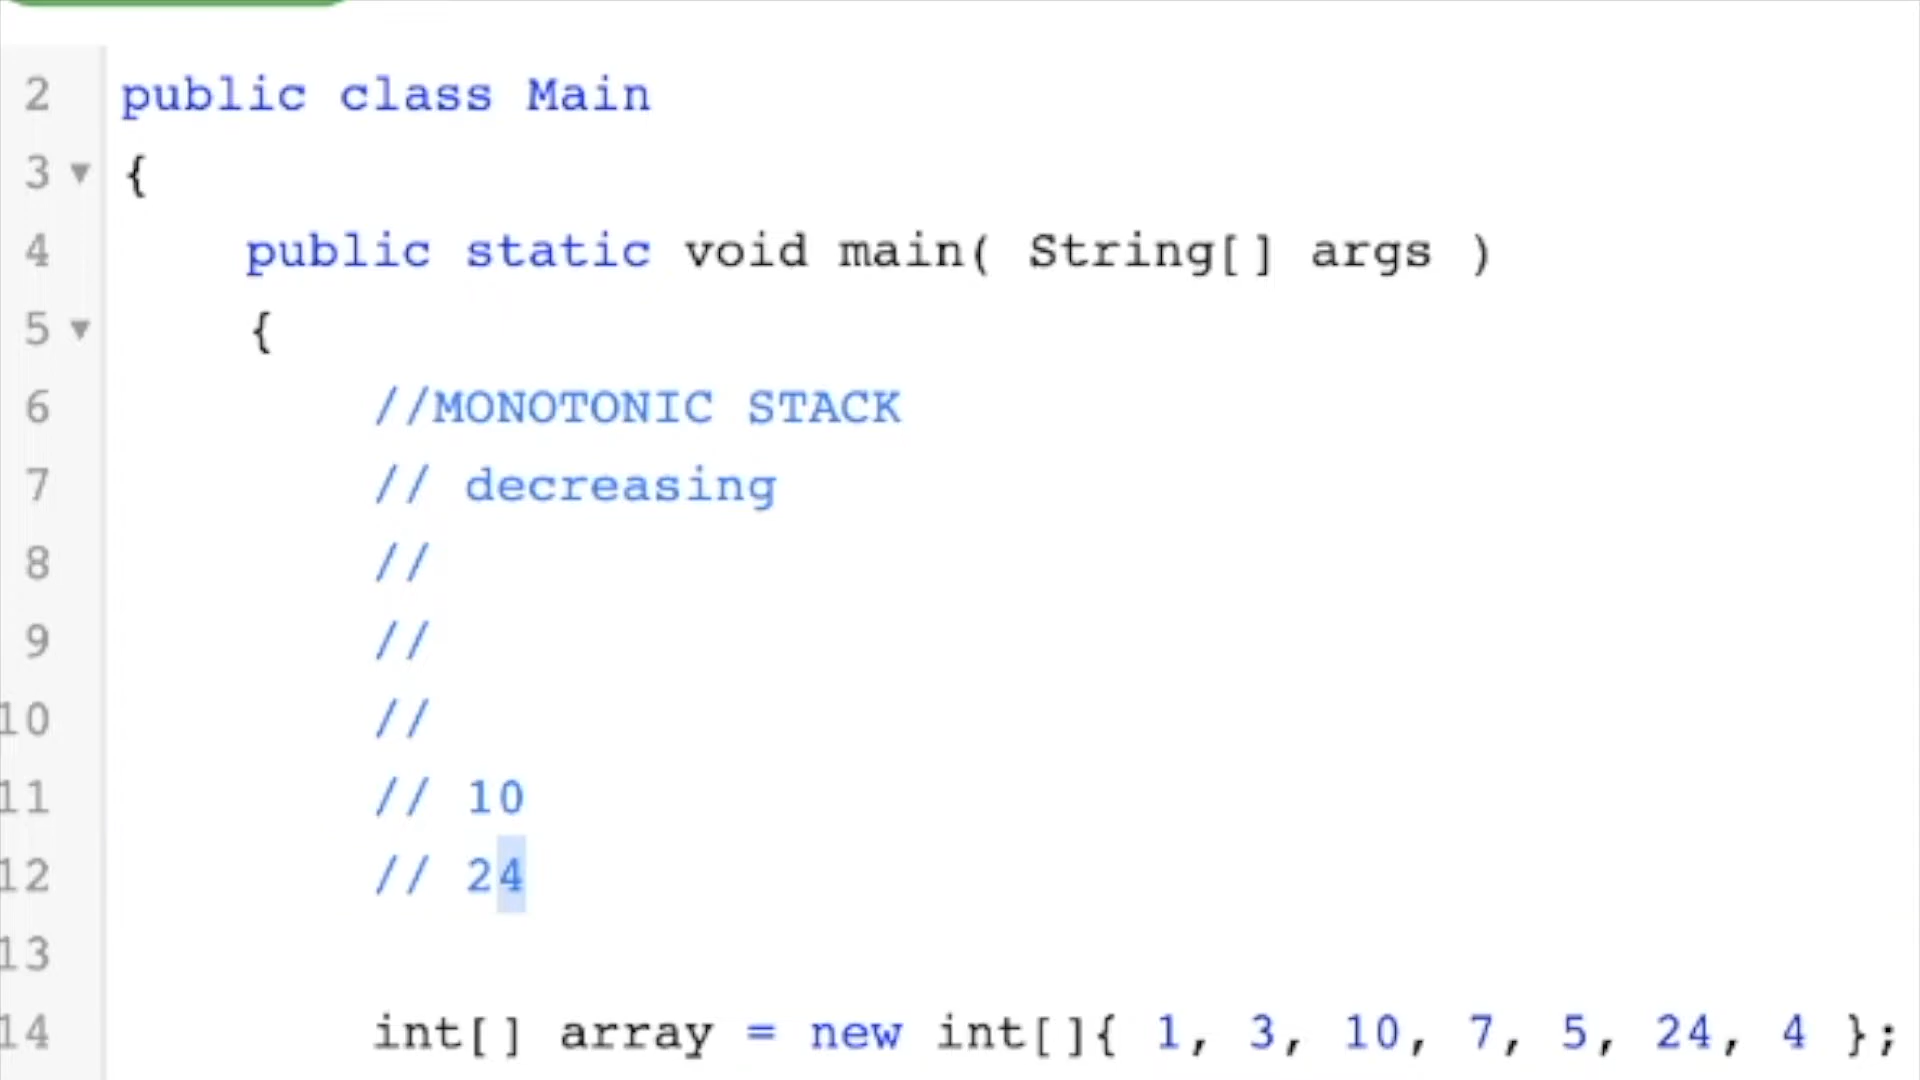 2 public class Main
3 {
4 public static void main( String[] args )
5 {
6 //MONOTONIC STACK
7 // decreasing
8 //
9 //
10 //
11 // 10
12 // 24
13
14 int[] array = new int[]{ 1, 3, 10, 7, 5, 24, 4 };